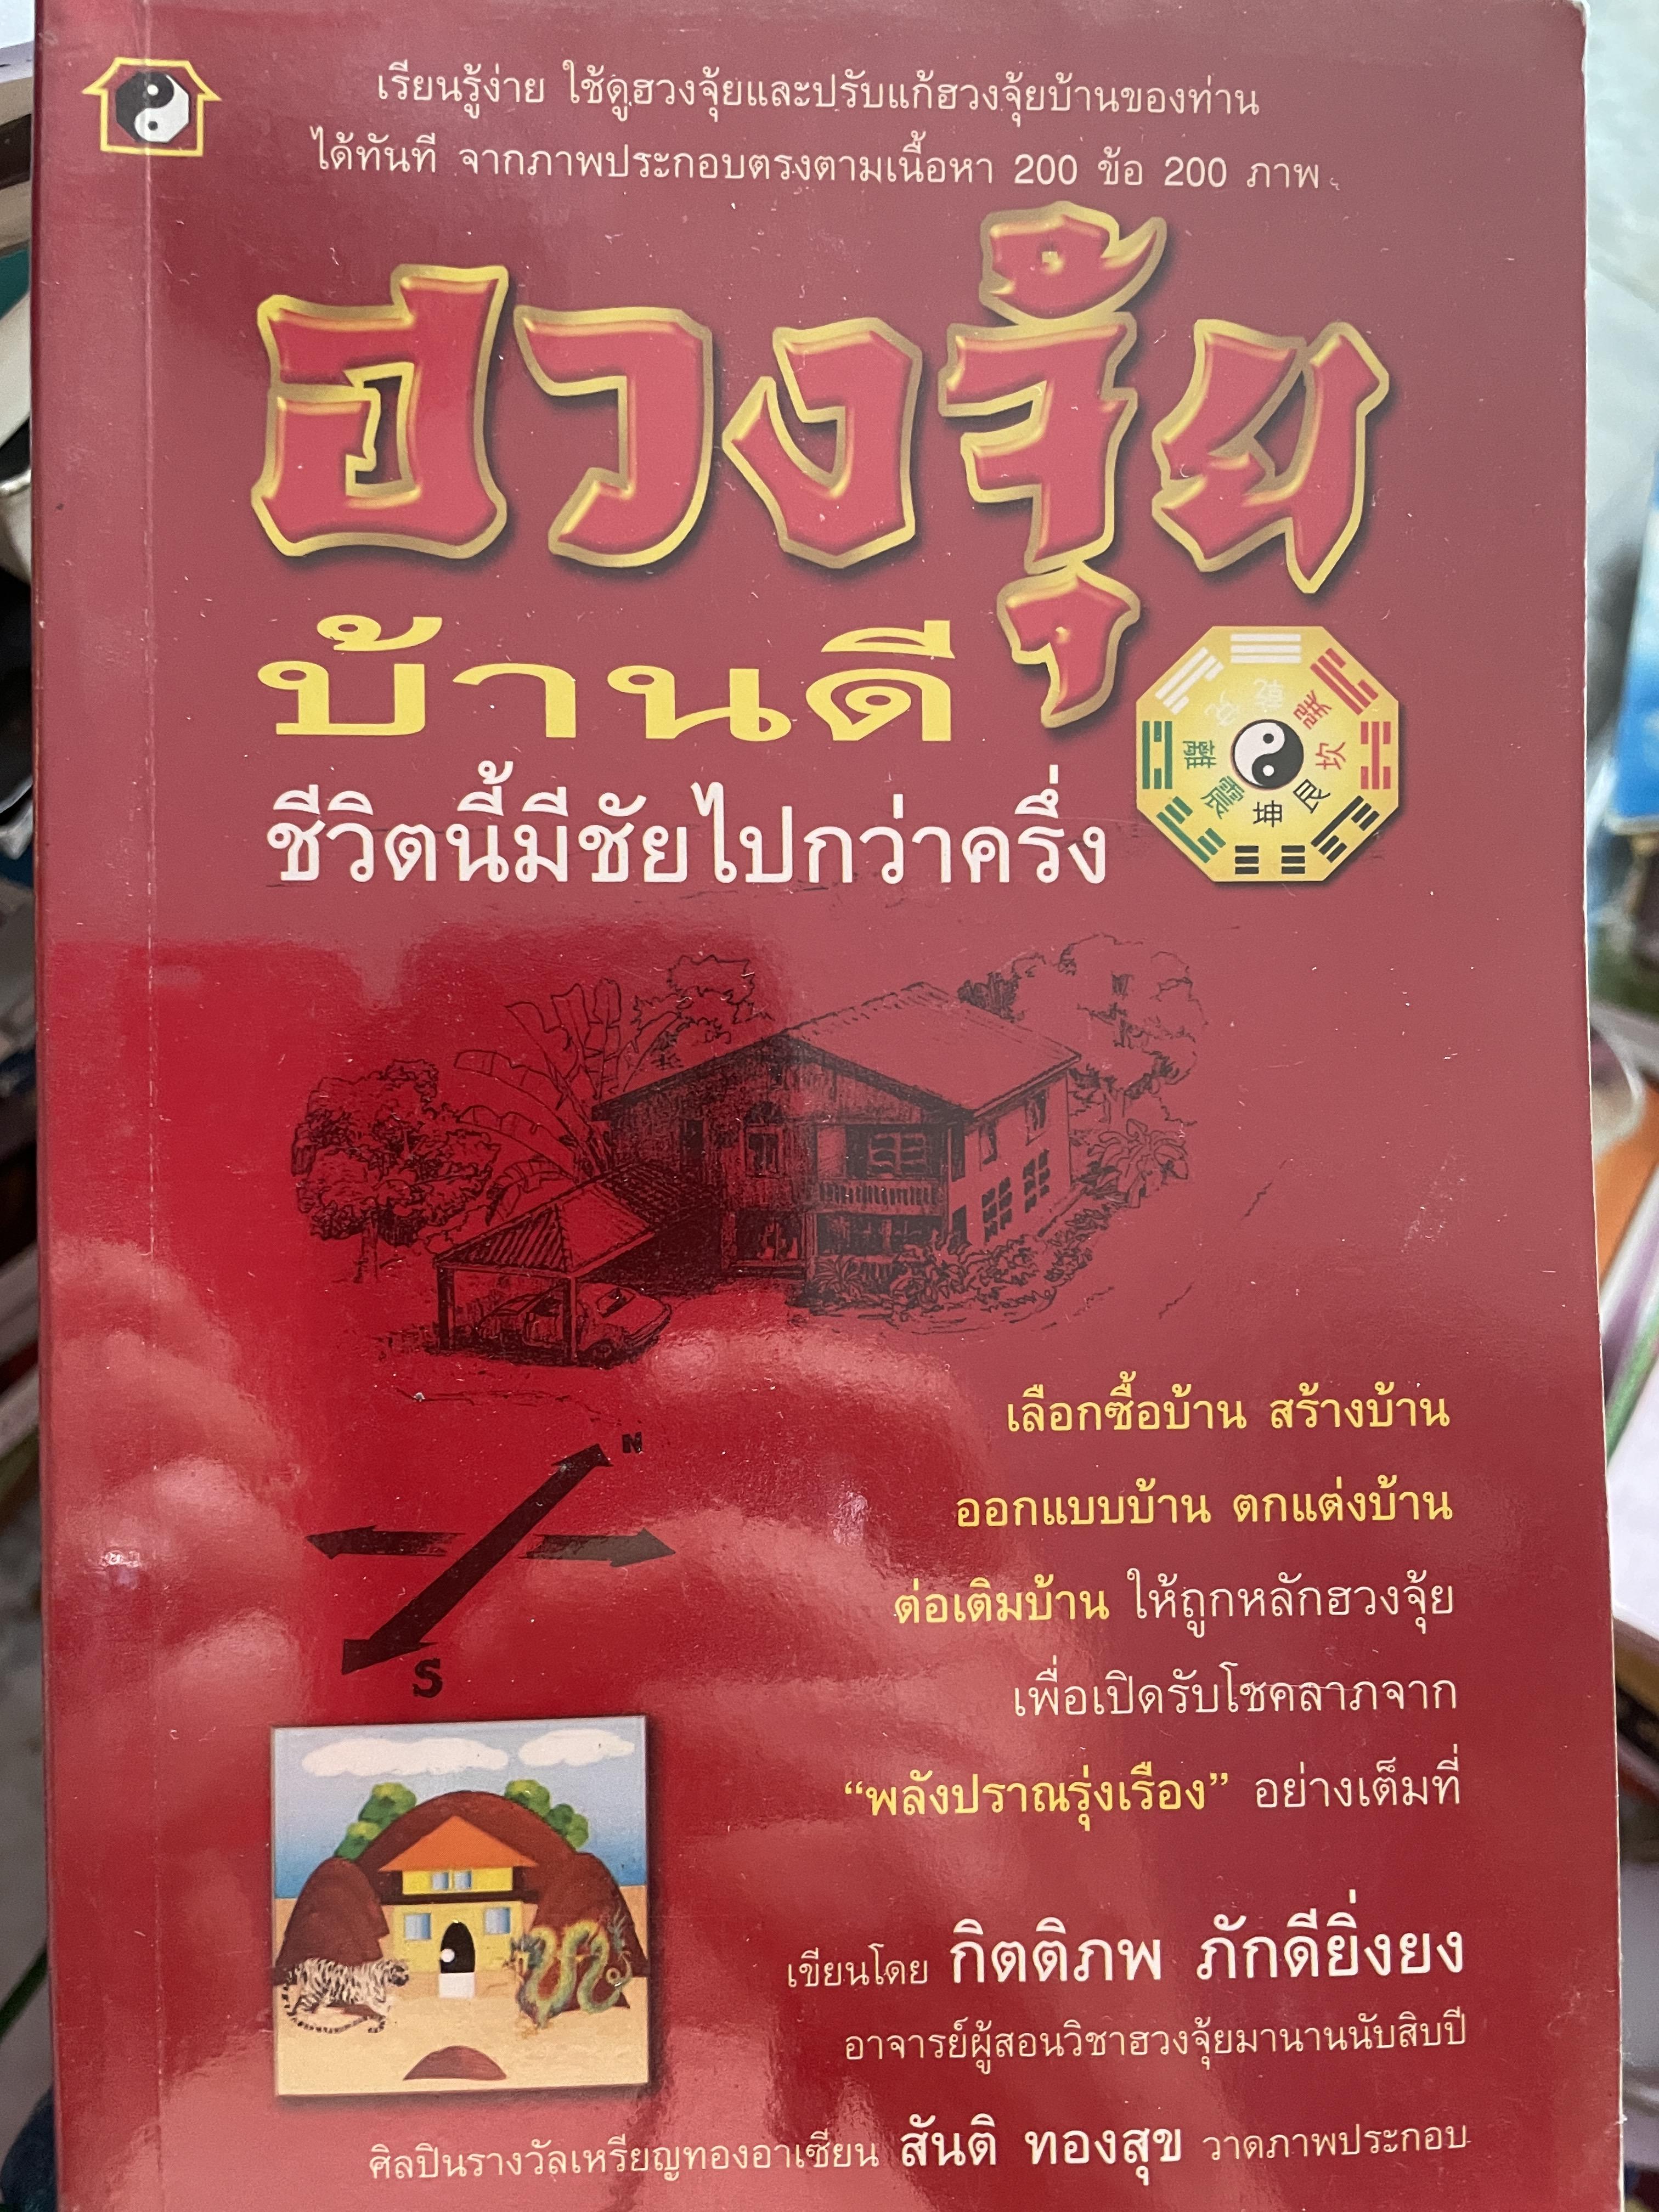 เรียนรู้ง่าย ใช้ดูฮวงจุ้ยและปรับแก้ฮวงจุ้ยบ้านของท่าน
ได้ทันที จากภาพประกอบตรงตามเนื้อหา 200 ข้อ 200 ภาพ
ฮวงจุ้ย
บ้านดี
ชีวิตนี้มีชัยไปกว่าครึ่ง
巽
離 坎
震 坤 艮
N
S
เลือกซื้อบ้าน สร้างบ้าน
ออกแบบบ้าน ตกแต่งบ้าน
ต่อเติมบ้าน ให้ถูกหลักฮวงจุ้ย
เพื่อเปิดรับโชคลาภจาก
“พลังปราณรุ่งเรือง” อย่างเต็มที่
เขียนโดย กิตติภพ ภักดียิ่งยง
อาจารย์ผู้สอนวิชาฮวงจุ้ยมานานนับสิบปี
ศิลปินรางวัลเหรียญทองอาเซียน สันติ ทองสุข วาดภาพประกอบ